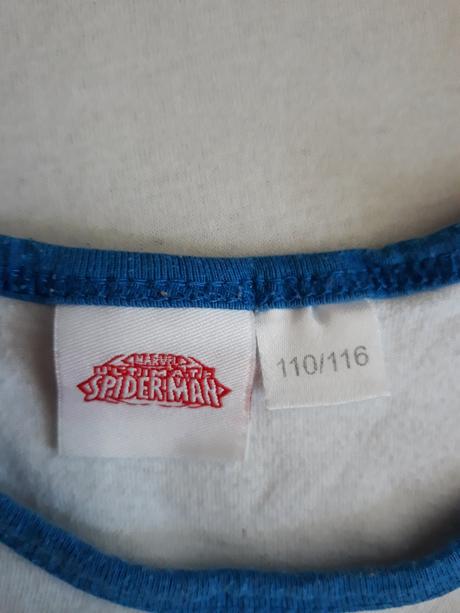 MARVEL
ULTIMATE
SPIDER-MAN
110/116